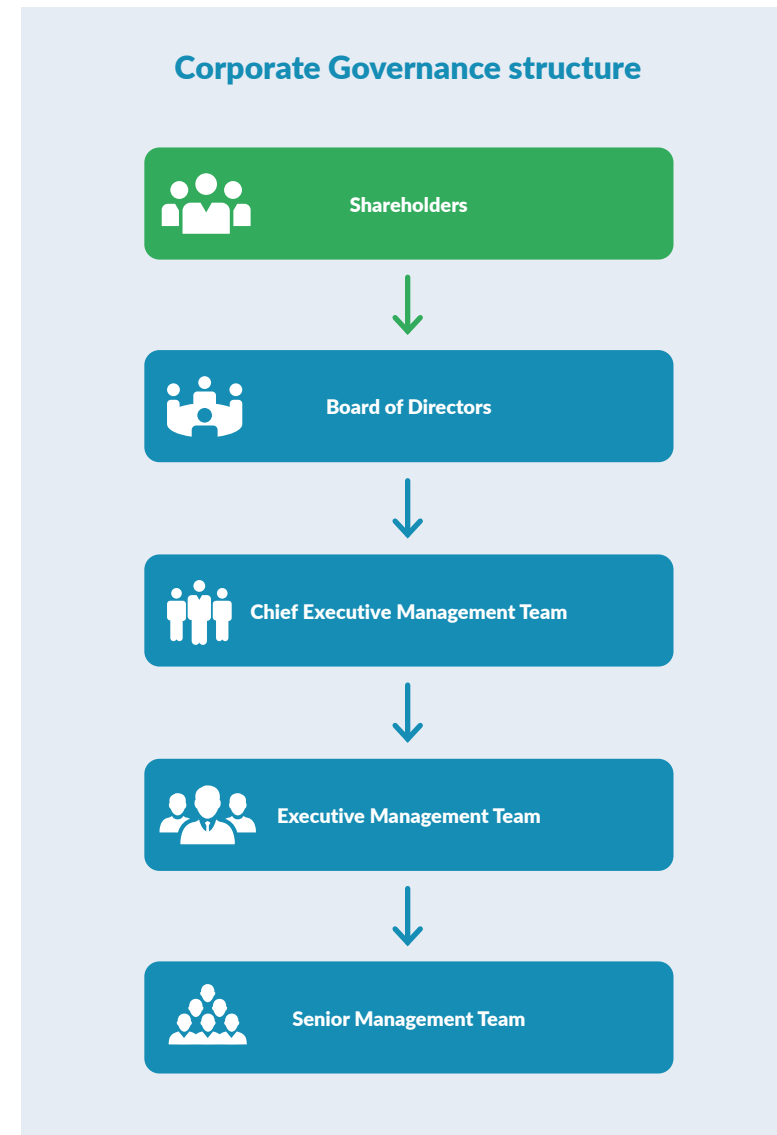 Corporate Governance structure
Shareholders
Board of Directors
Chief Executive Management Team
Executive Management Team
Senior Management Team